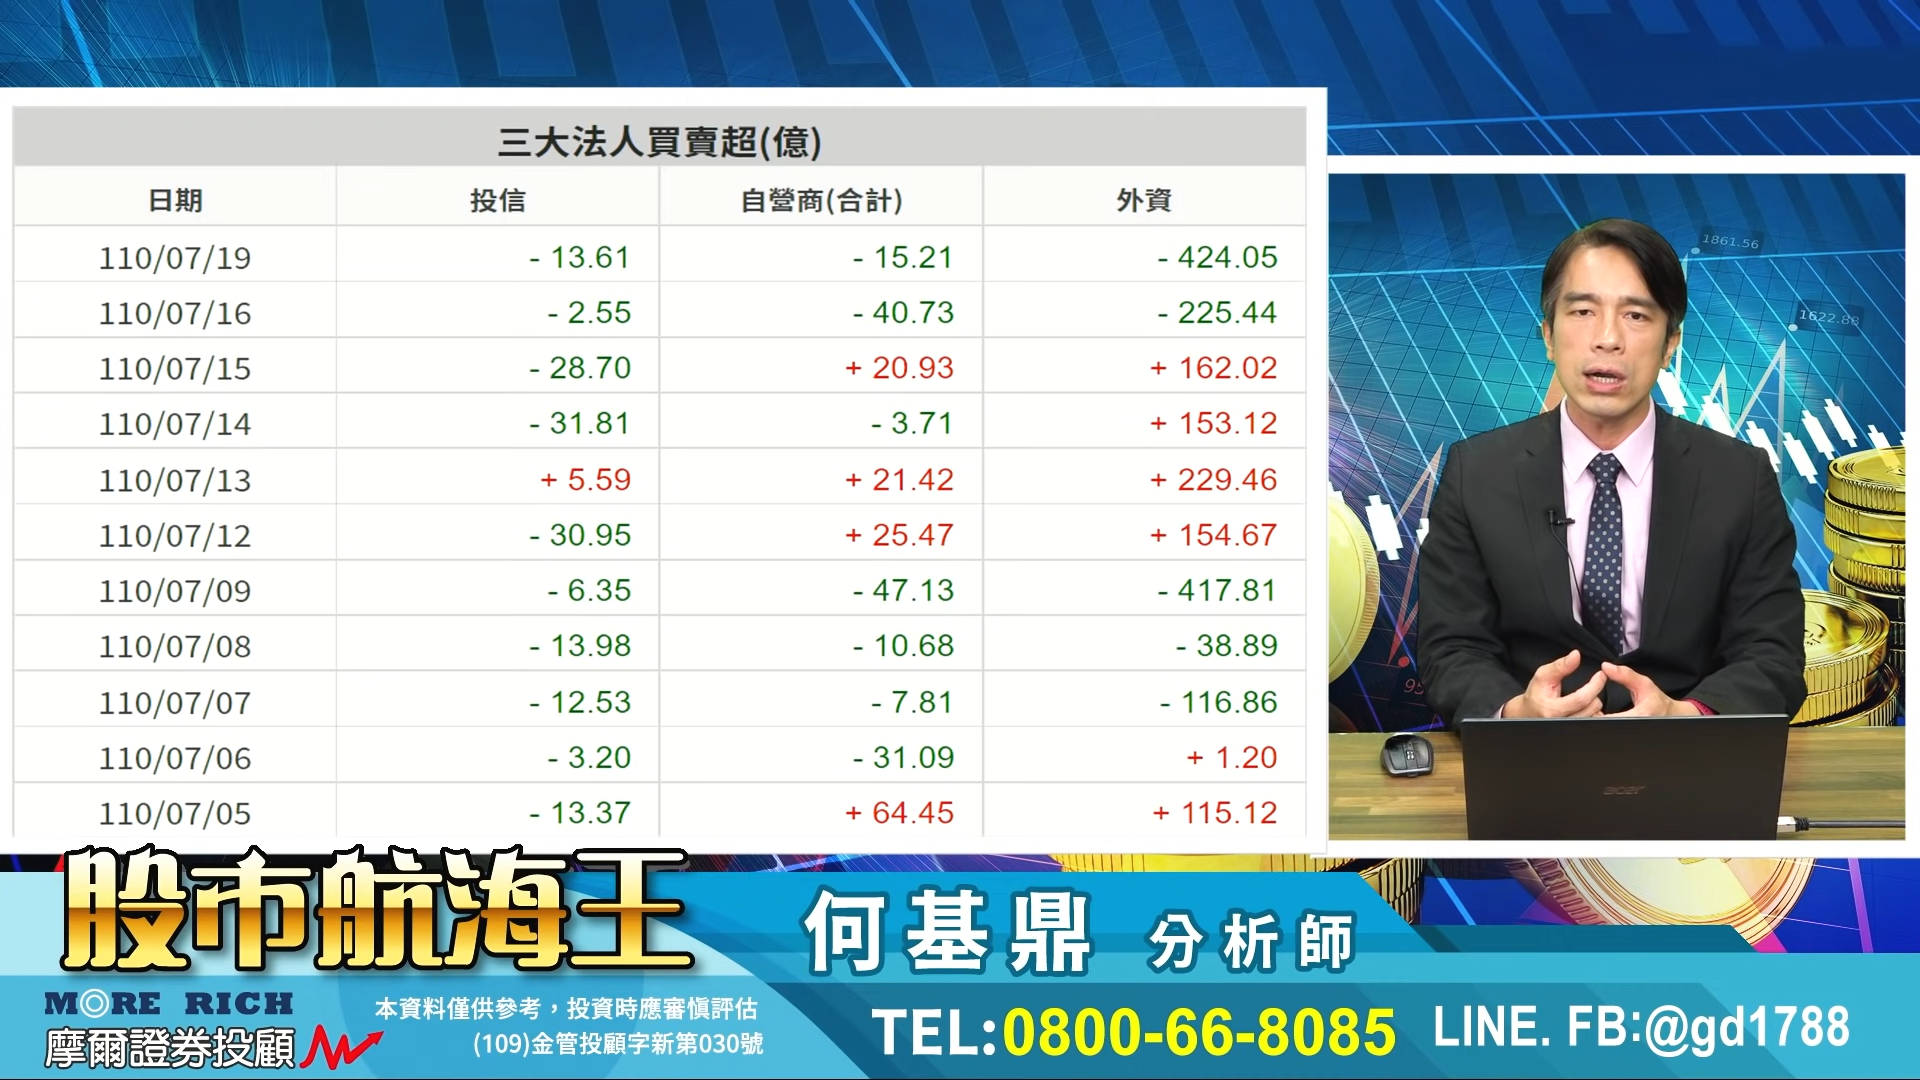 三大法人買賣超(億)
日期 投信 自營商(合計) 外資
110/07/19 - 13.61 - 15.21 - 424.05
110/07/16 - 2.55 - 40.73 - 225.44
110/07/15 - 28.70 + 20.93 + 162.02
110/07/14 - 31.81 - 3.71 + 153.12
110/07/13 + 5.59 + 21.42 + 229.46
110/07/12 - 30.95 + 25.47 + 154.67
110/07/09 - 6.35 - 47.13 - 417.81
110/07/08 - 13.98 - 10.68 - 38.89
110/07/07 - 12.53 - 7.81 - 116.86
110/07/06 - 3.20 - 31.09 + 1.20
110/07/05 - 13.37 + 64.45 + 115.12
1861.56
1622.88
acer
股市航海王
何基鼎 分析師
MORE RICH
摩爾證券投顧
本資料僅供參考，投資時應審慎評估
(109)金管投顧字新第030號
TEL:0800-66-8085
LINE. FB:@gd1788